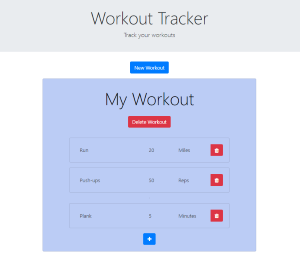 Workout Tracker
Track your workouts
New Workout
My Workout
Delete Workout
Run 20 Miles
Push-ups 50 Reps
Plank 5 Minutes
+